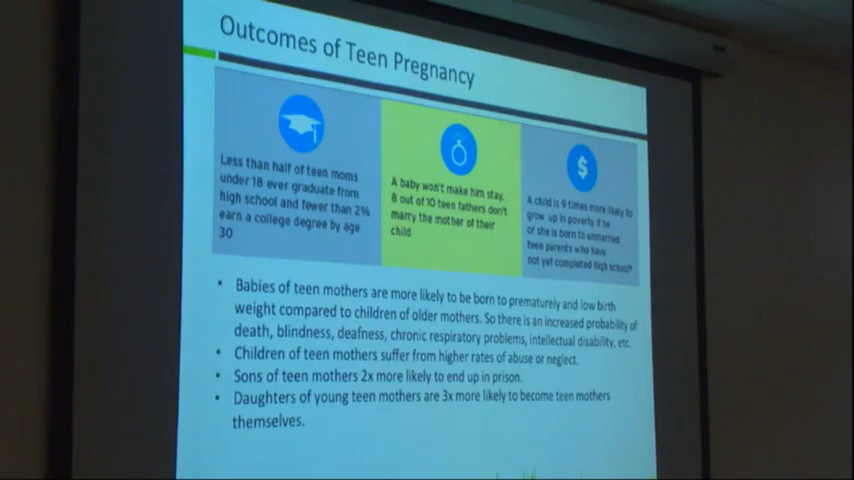 Outcomes of Teen Pregnancy
Less than half of teen moms
under 18 ever graduate from
high school and fewer than 2%
earn a college degree by age
30
A baby won't make him stay.
8 out of 10 teen fathers don't
marry the mother of their
child
$
A child is 9 times more likely to
grow up in poverty if he
or she is born to unmarried
teen parents who have
not yet completed high school*
• Babies of teen mothers are more likely to be born to prematurely and low birth
weight compared to children of older mothers. So there is an increased probability of
death, blindness, deafness, chronic respiratory problems, intellectual disability, etc.
• Children of teen mothers suffer from higher rates of abuse or neglect.
• Sons of teen mothers 2x more likely to end up in prison.
• Daughters of young teen mothers are 3x more likely to become teen mothers
themselves.